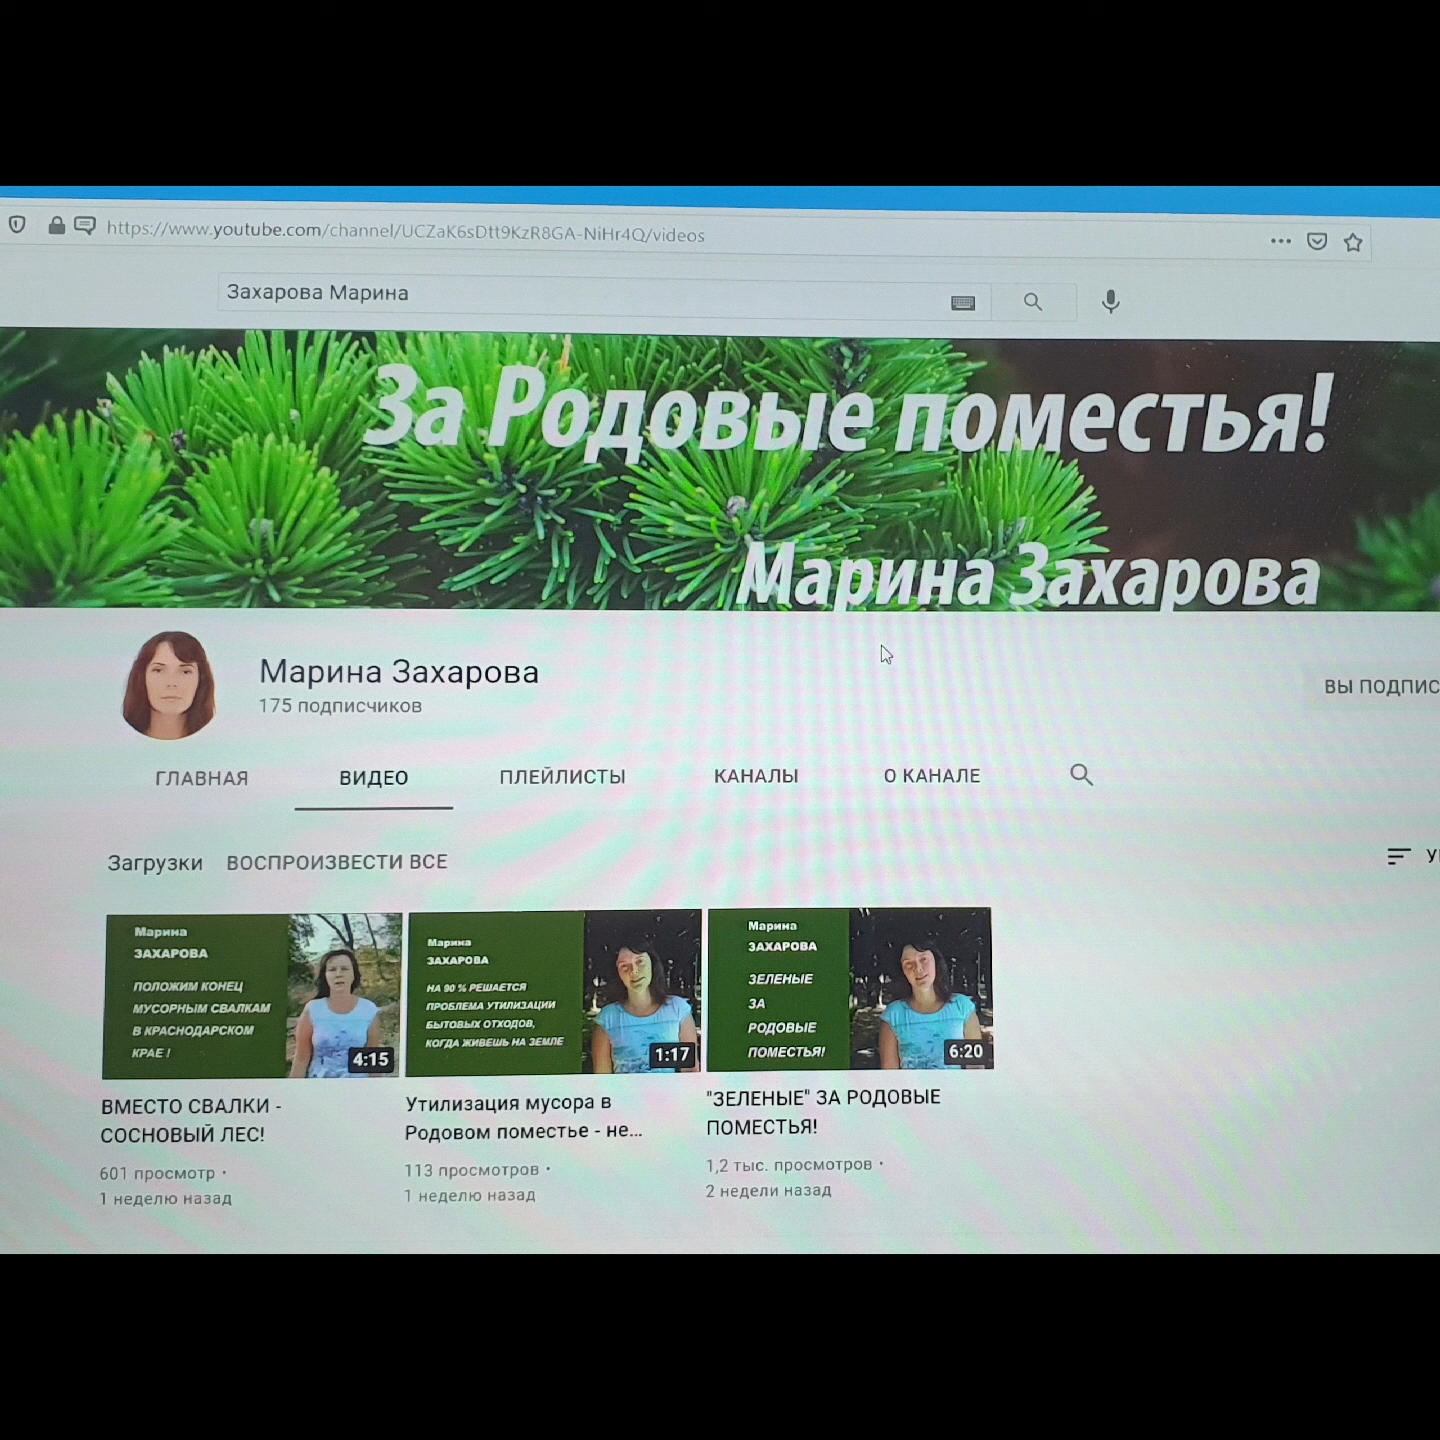 https://www.youtube.com/channel/UCZaK6sDtt9KzR8GA-NiHr4Q/videos
Захарова Марина
За Родовые поместья!
Марина Захарова
Марина Захарова
175 подписчиков
ВЫ ПОДПИС
ГЛАВНАЯ ВИДЕО ПЛЕЙЛИСТЫ КАНАЛЫ О КАНАЛЕ
Загрузки ВОСПРОИЗВЕСТИ ВСЕ
Марина
ЗАХАРОВА
ПОЛОЖИМ КОНЕЦ
МУСОРНЫМ СВАЛКАМ
В КРАСНОДАРСКОМ
КРАЕ !
4:15
ВМЕСТО СВАЛКИ -
СОСНОВЫЙ ЛЕС!
601 просмотр •
1 неделю назад
Марина
ЗАХАРОВА
НА 90 % РЕШАЕТСЯ
ПРОБЛЕМА УТИЛИЗАЦИИ
БЫТОВЫХ ОТХОДОВ,
КОГДА ЖИВЕШЬ НА ЗЕМЛЕ
1:17
Утилизация мусора в
Родовом поместье - не...
113 просмотров •
1 неделю назад
Марина
ЗАХАРОВА
ЗЕЛЕНЫЕ
ЗА
РОДОВЫЕ
ПОМЕСТЬЯ!
6:20
"ЗЕЛЕНЫЕ" ЗА РОДОВЫЕ
ПОМЕСТЬЯ!
1,2 тыс. просмотров •
2 недели назад